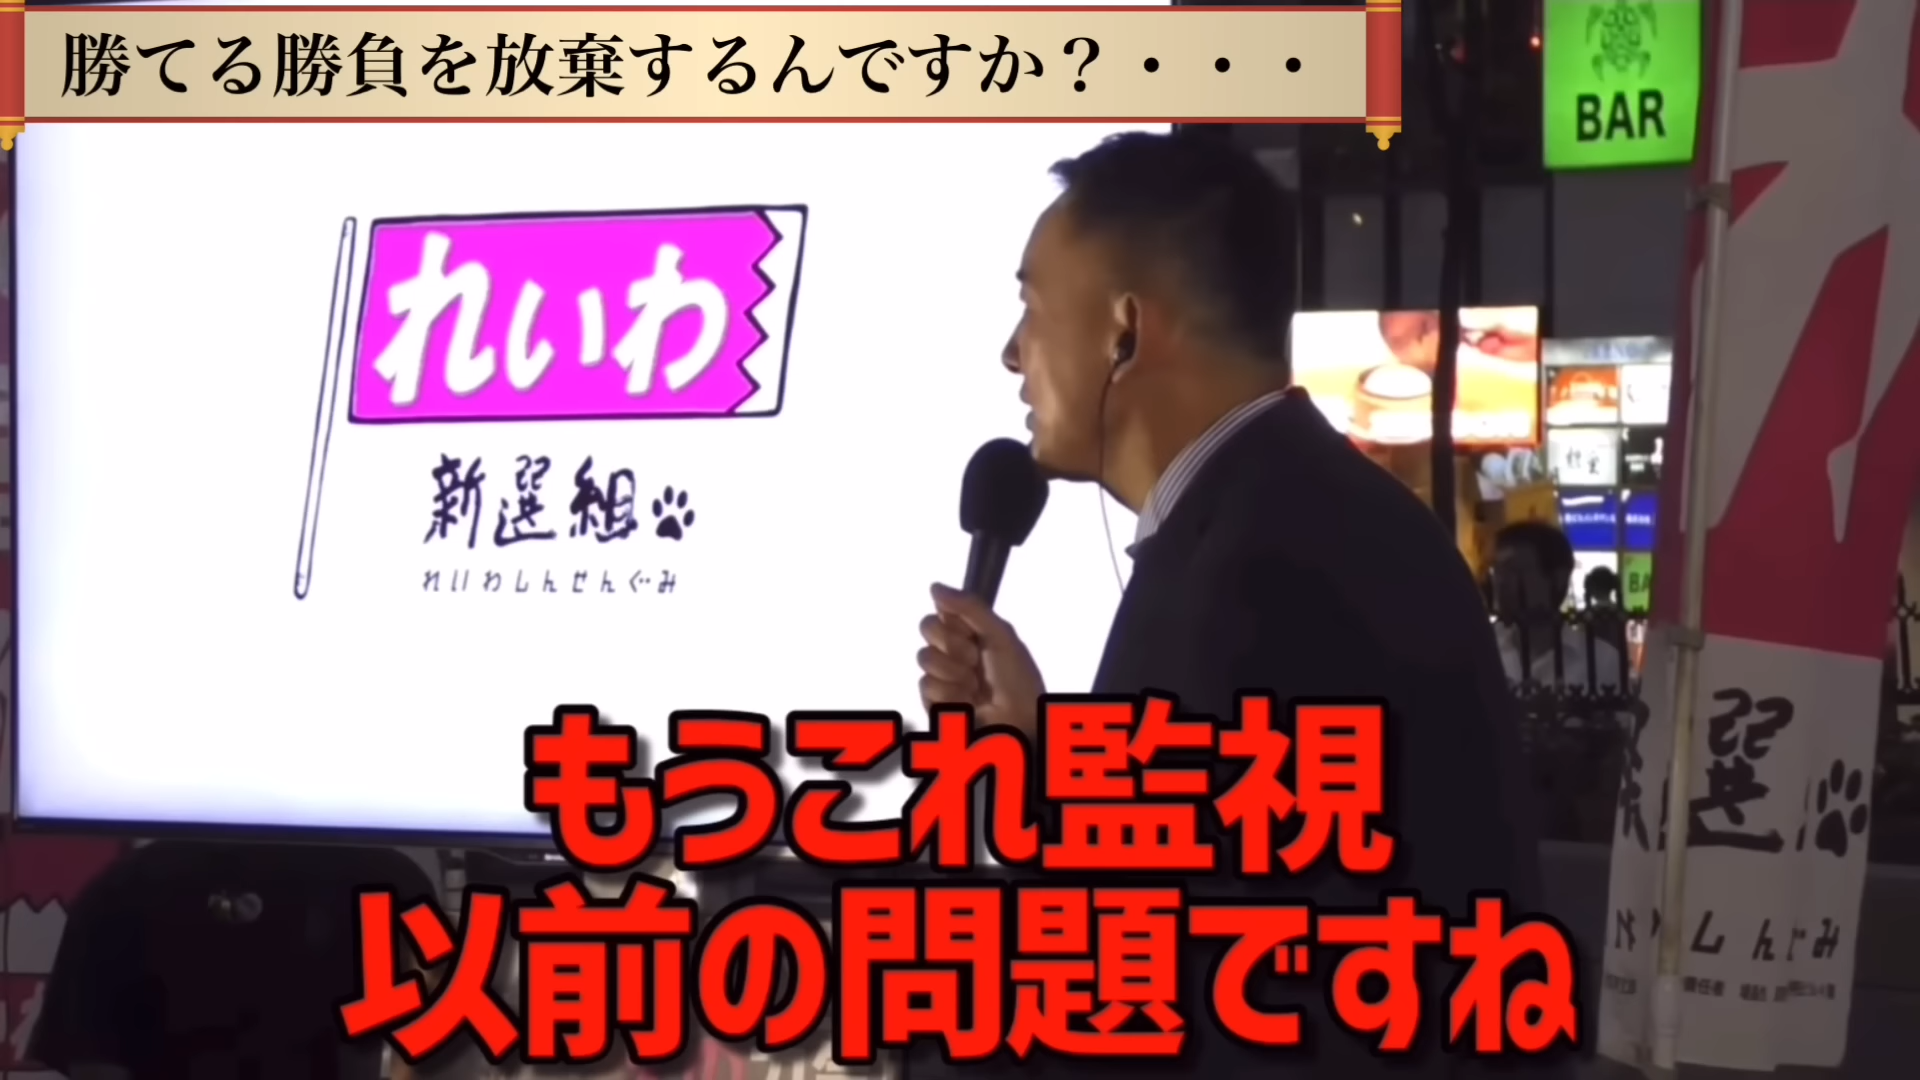 勝てる勝負を放棄するんですか?・・・
BAR
れいわ
新選組
れいわしんせんぐみ
もうこれ監視
以前の問題ですね
選